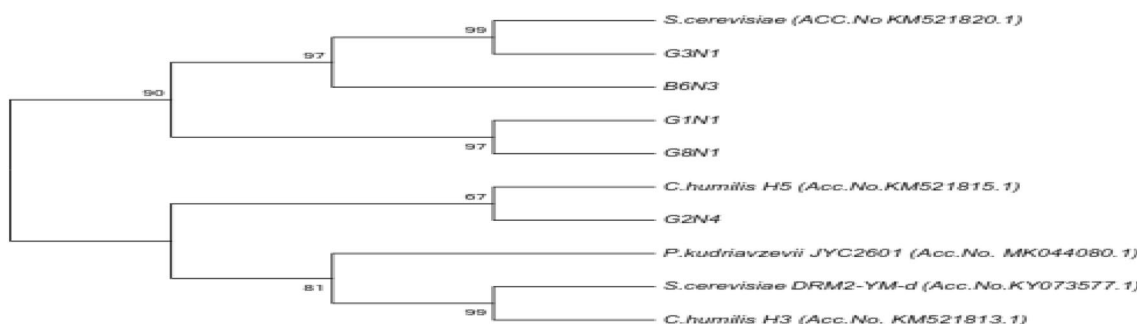 S.cerevisiae (ACC.No KM521820.1)
99
G3N1
97
B6N3
90
G1N1
97
G8N1
C.humilis H5 (Acc.No.KM521815.1)
67
G2N4
P.kudriavzevii JYC2601 (Acc.No. MK044080.1)
81
S.cerevisiae DRM2-YM-d (Acc.No.KY073577.1)
99
C.humilis H3 (Acc.No. KM521813.1)